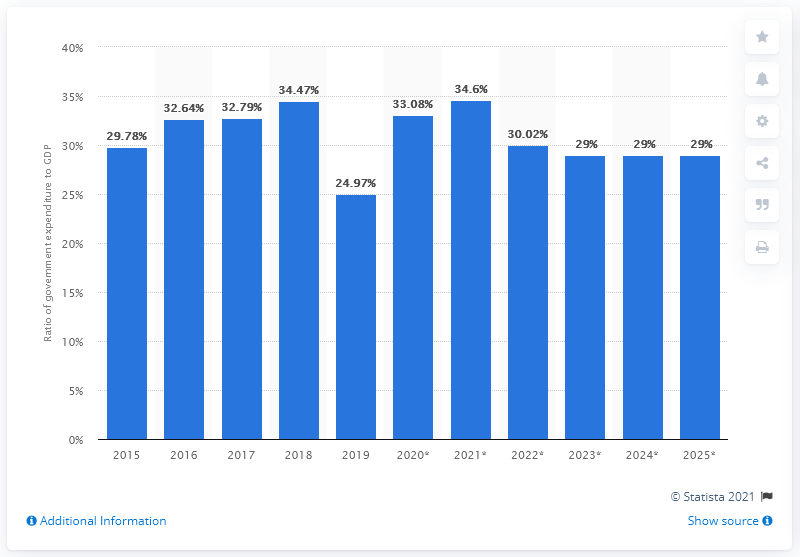 Ratio of government expenditure to GDP
40%
35%
30%
25%
20%
15%
10%
5%
0%
29.78% 32.64% 32.79% 34.47% 24.97% 33.08% 34.6% 30.02% 29% 29% 29%
2015 2016 2017 2018 2019 2020* 2021* 2022* 2023* 2024* 2025*
© Statista 2021
Additional Information
Show source